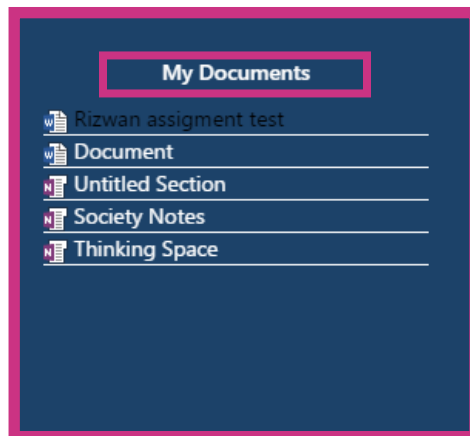 My Documents
Rizwan assigment test
Document
Untitled Section
Society Notes
Thinking Space